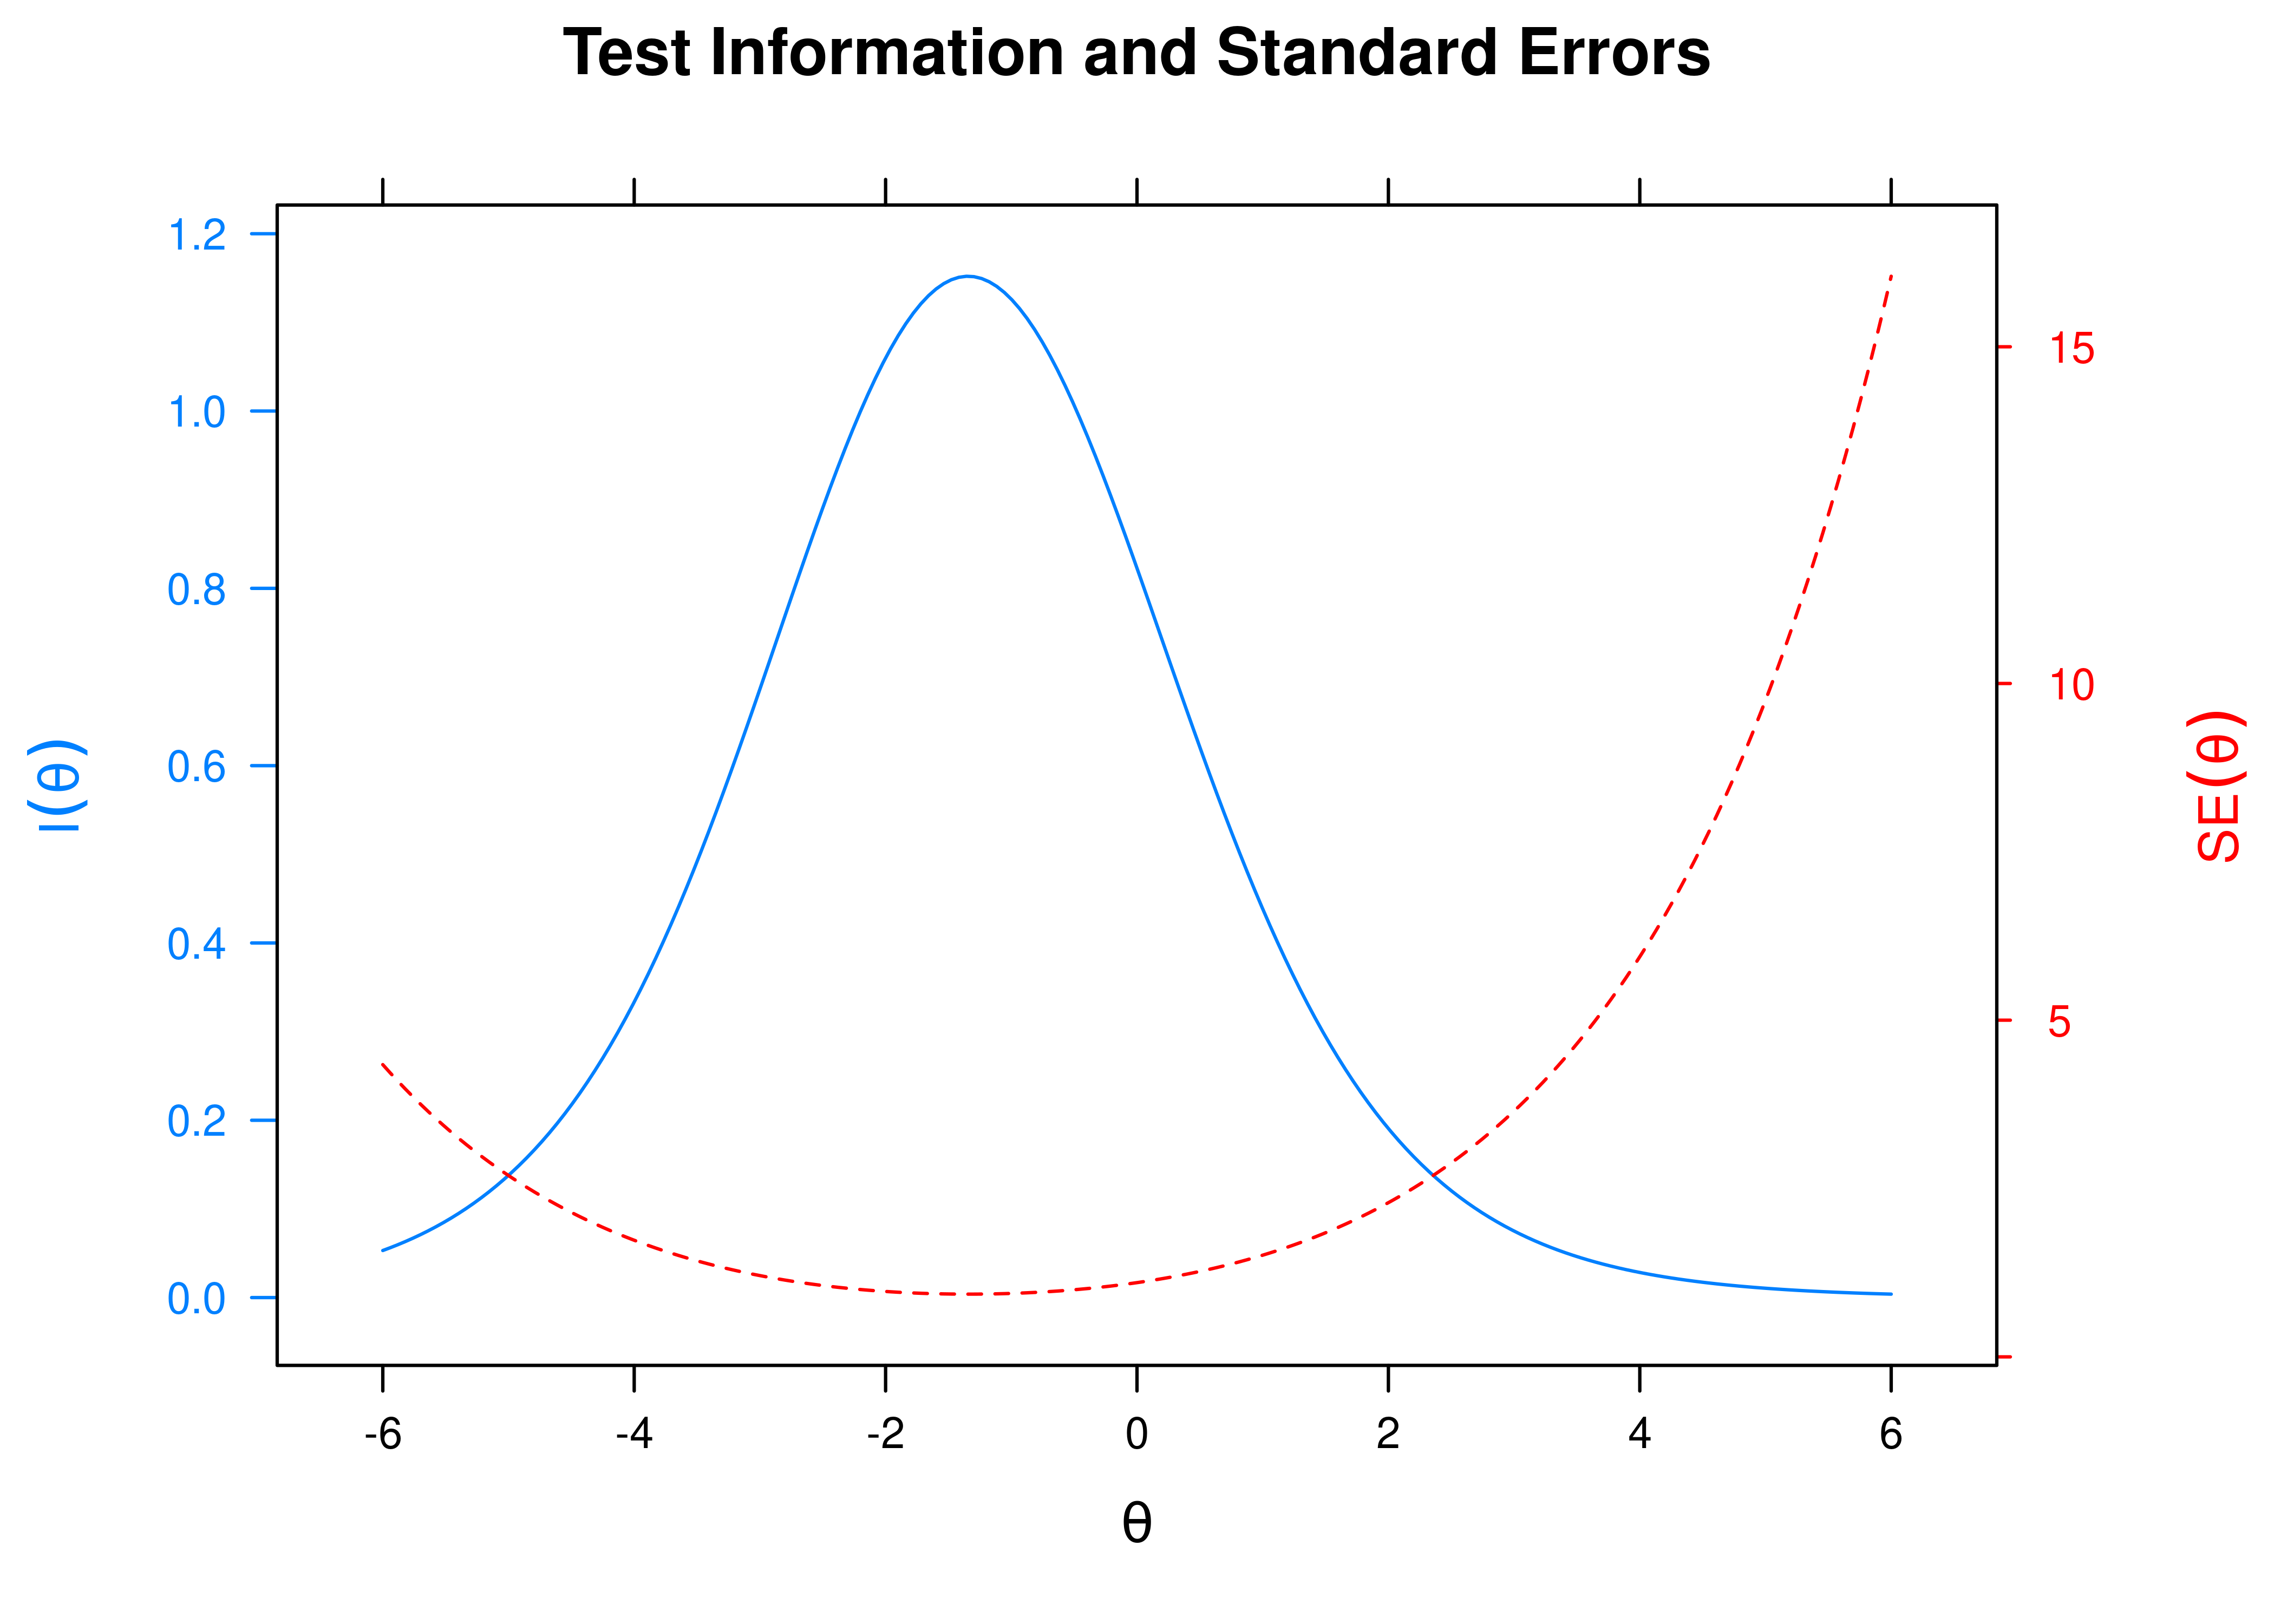 Test Information and Standard Errors
1.2
1.0
0.8
0.6
0.4
0.2
0.0
I(θ)
15
10
5
SE(θ)
-6 -4 -2 0 2 4 6
θ